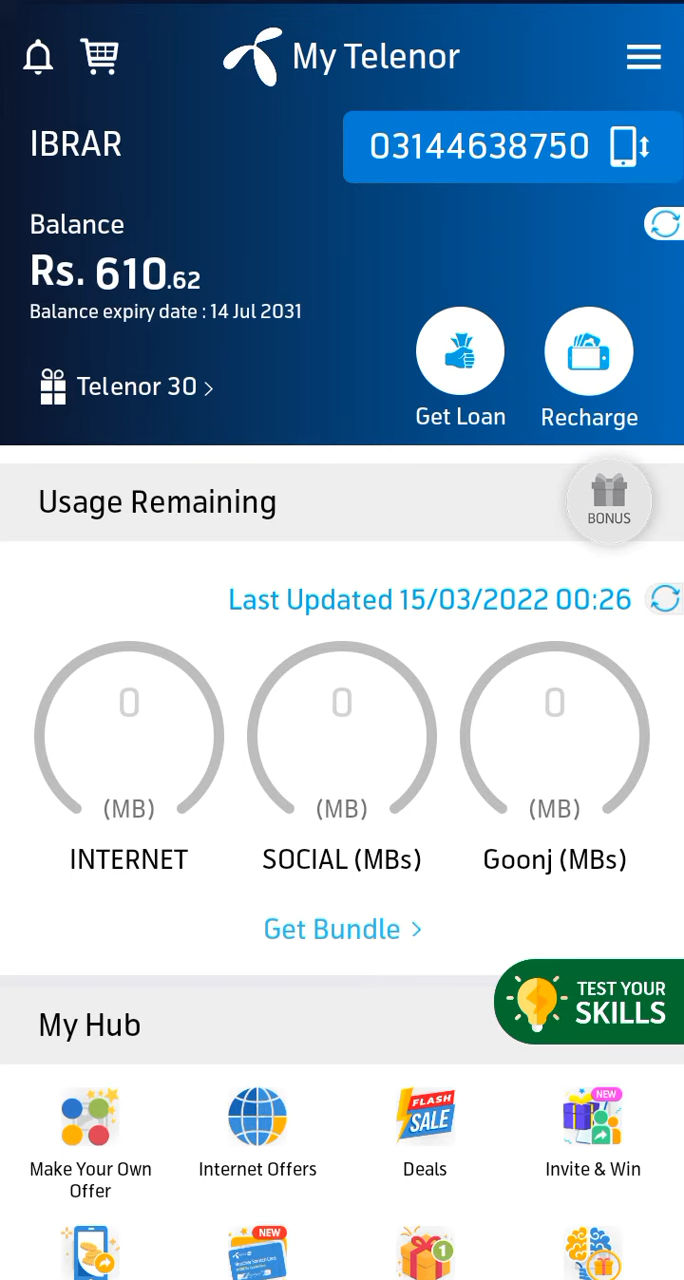 My Telenor
IBRAR
03144638750
Balance
Rs. 610.62
Balance expiry date : 14 Jul 2031
Telenor 30 >
Get Loan
Recharge
Usage Remaining
BONUS
Last Updated 15/03/2022 00:26
0
0
0
(MB)
(MB)
(MB)
INTERNET
SOCIAL (MBs)
Goonj (MBs)
Get Bundle >
TEST YOUR
SKILLS
My Hub
FLASH
SALE
NEW
Make Your Own
Offer
Internet Offers
Deals
Invite & Win
NEW
1